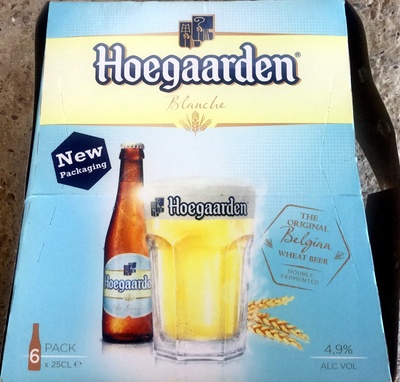 Hoegaarden®
Blanche
New
Packaging
Hoegaarden
Hoegaarden
THE
ORIGINAL
Belgian
WHEAT BEER
DOUBLE
FERMENTED
6 PACK
x 25CL ℮
4,9%
ALC VOL